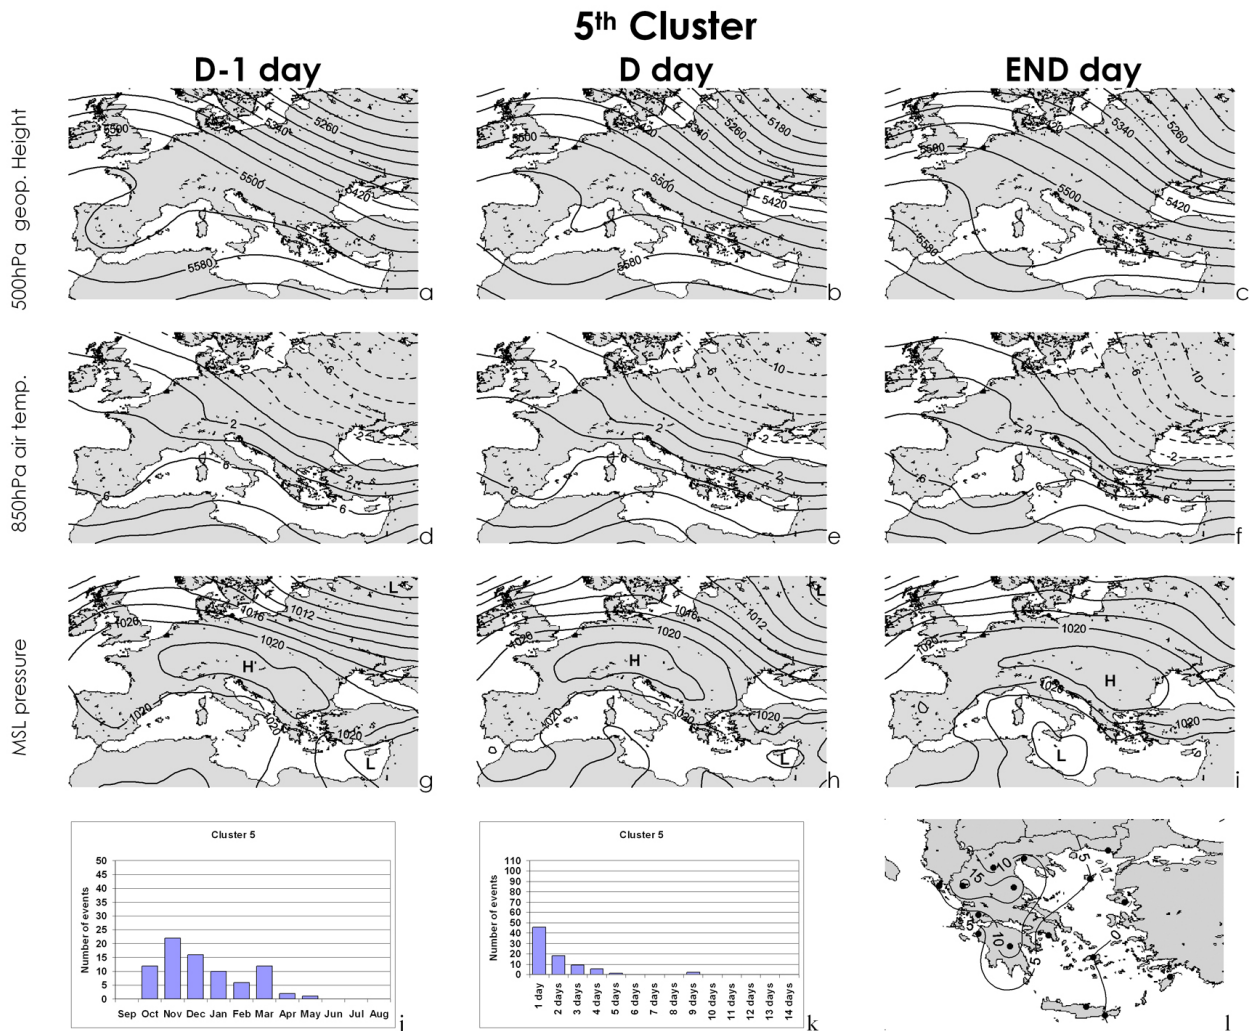 5th Cluster
D-1 day
D day
END day
500hPa geop. Height
5500
5340
5260
5500
5420
5580
a
5500
5340
5260
5180
5500
5420
5580
b
5580
5340
5260
5500
5420
5580
c
850hPa air temp.
2
-6
2
-2
2
6
6
6
d
2
-6
-10
2
-2
2
6
6
6
e
-6
-10
2
-2
2
6
6
6
f
MSL pressure
L
1016
1012
1020
1020
H
1020
1020
1020
L
g
L
1016
1012
1020
1020
H
1020
1020
1020
L
h
1020
1020
H
1020
1020
L
i
Cluster 5
Number of events
50
45
40
35
30
25
20
15
10
5
0
Sep Oct Nov Dec Jan Feb Mar Apr May Jun Jul Aug
j
Cluster 5
Number of events
110
100
90
80
70
60
50
40
30
20
10
0
1 day
2 days
3 days
4 days
5 days
6 days
7 days
8 days
9 days
10 days
11 days
12 days
13 days
14 days
k
10
5
15
5
10
5
0
l